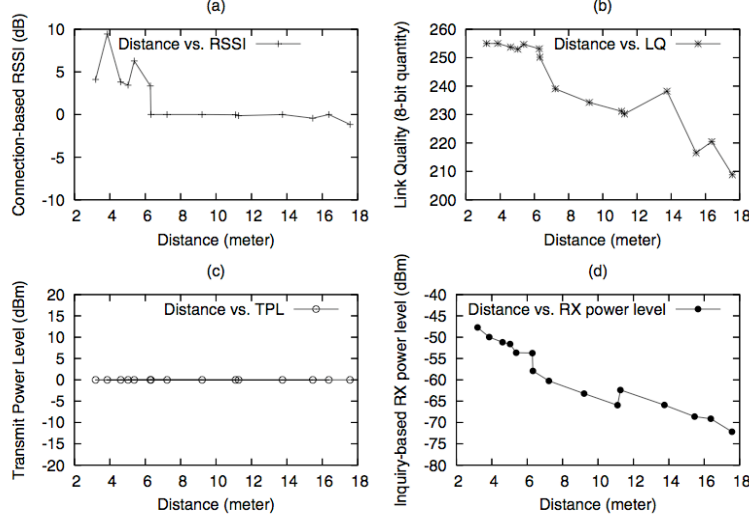 (a)
Connection-based RSSI (dB)
10
5
0
-5
-10
Distance vs. RSSI
2 4 6 8 10 12 14 16 18
Distance (meter)
(b)
Link Quality (8-bit quantity)
260
250
240
230
220
210
200
Distance vs. LQ
2 4 6 8 10 12 14 16 18
Distance (meter)
(c)
Transmit Power Level (dBm)
20
15
10
5
0
-5
-10
-15
-20
Distance vs. TPL
2 4 6 8 10 12 14 16 18
Distance (meter)
(d)
Inquiry-based RX power level (dBm)
-40
-45
-50
-55
-60
-65
-70
-75
-80
Distance vs. RX power level
2 4 6 8 10 12 14 16 18
Distance (meter)